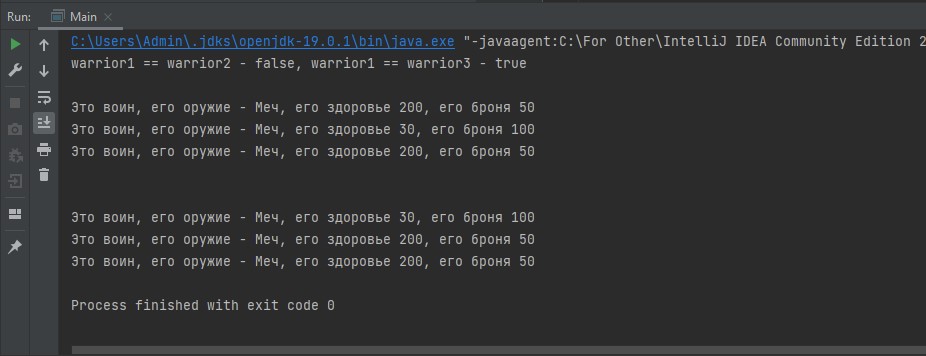 Run: Main
C:\Users\Admin\.jdks\openjdk-19.0.1\bin\java.exe "-javaagent:C:\For Other\IntelliJ IDEA Community Edition 2
warrior1 == warrior2 - false, warrior1 == warrior3 - true
Это воин, его оружие - Меч, его здоровье 200, его броня 50
Это воин, его оружие - Меч, его здоровье 30, его броня 100
Это воин, его оружие - Меч, его здоровье 200, его броня 50
Это воин, его оружие - Меч, его здоровье 30, его броня 100
Это воин, его оружие - Меч, его здоровье 200, его броня 50
Это воин, его оружие - Меч, его здоровье 200, его броня 50
Process finished with exit code 0